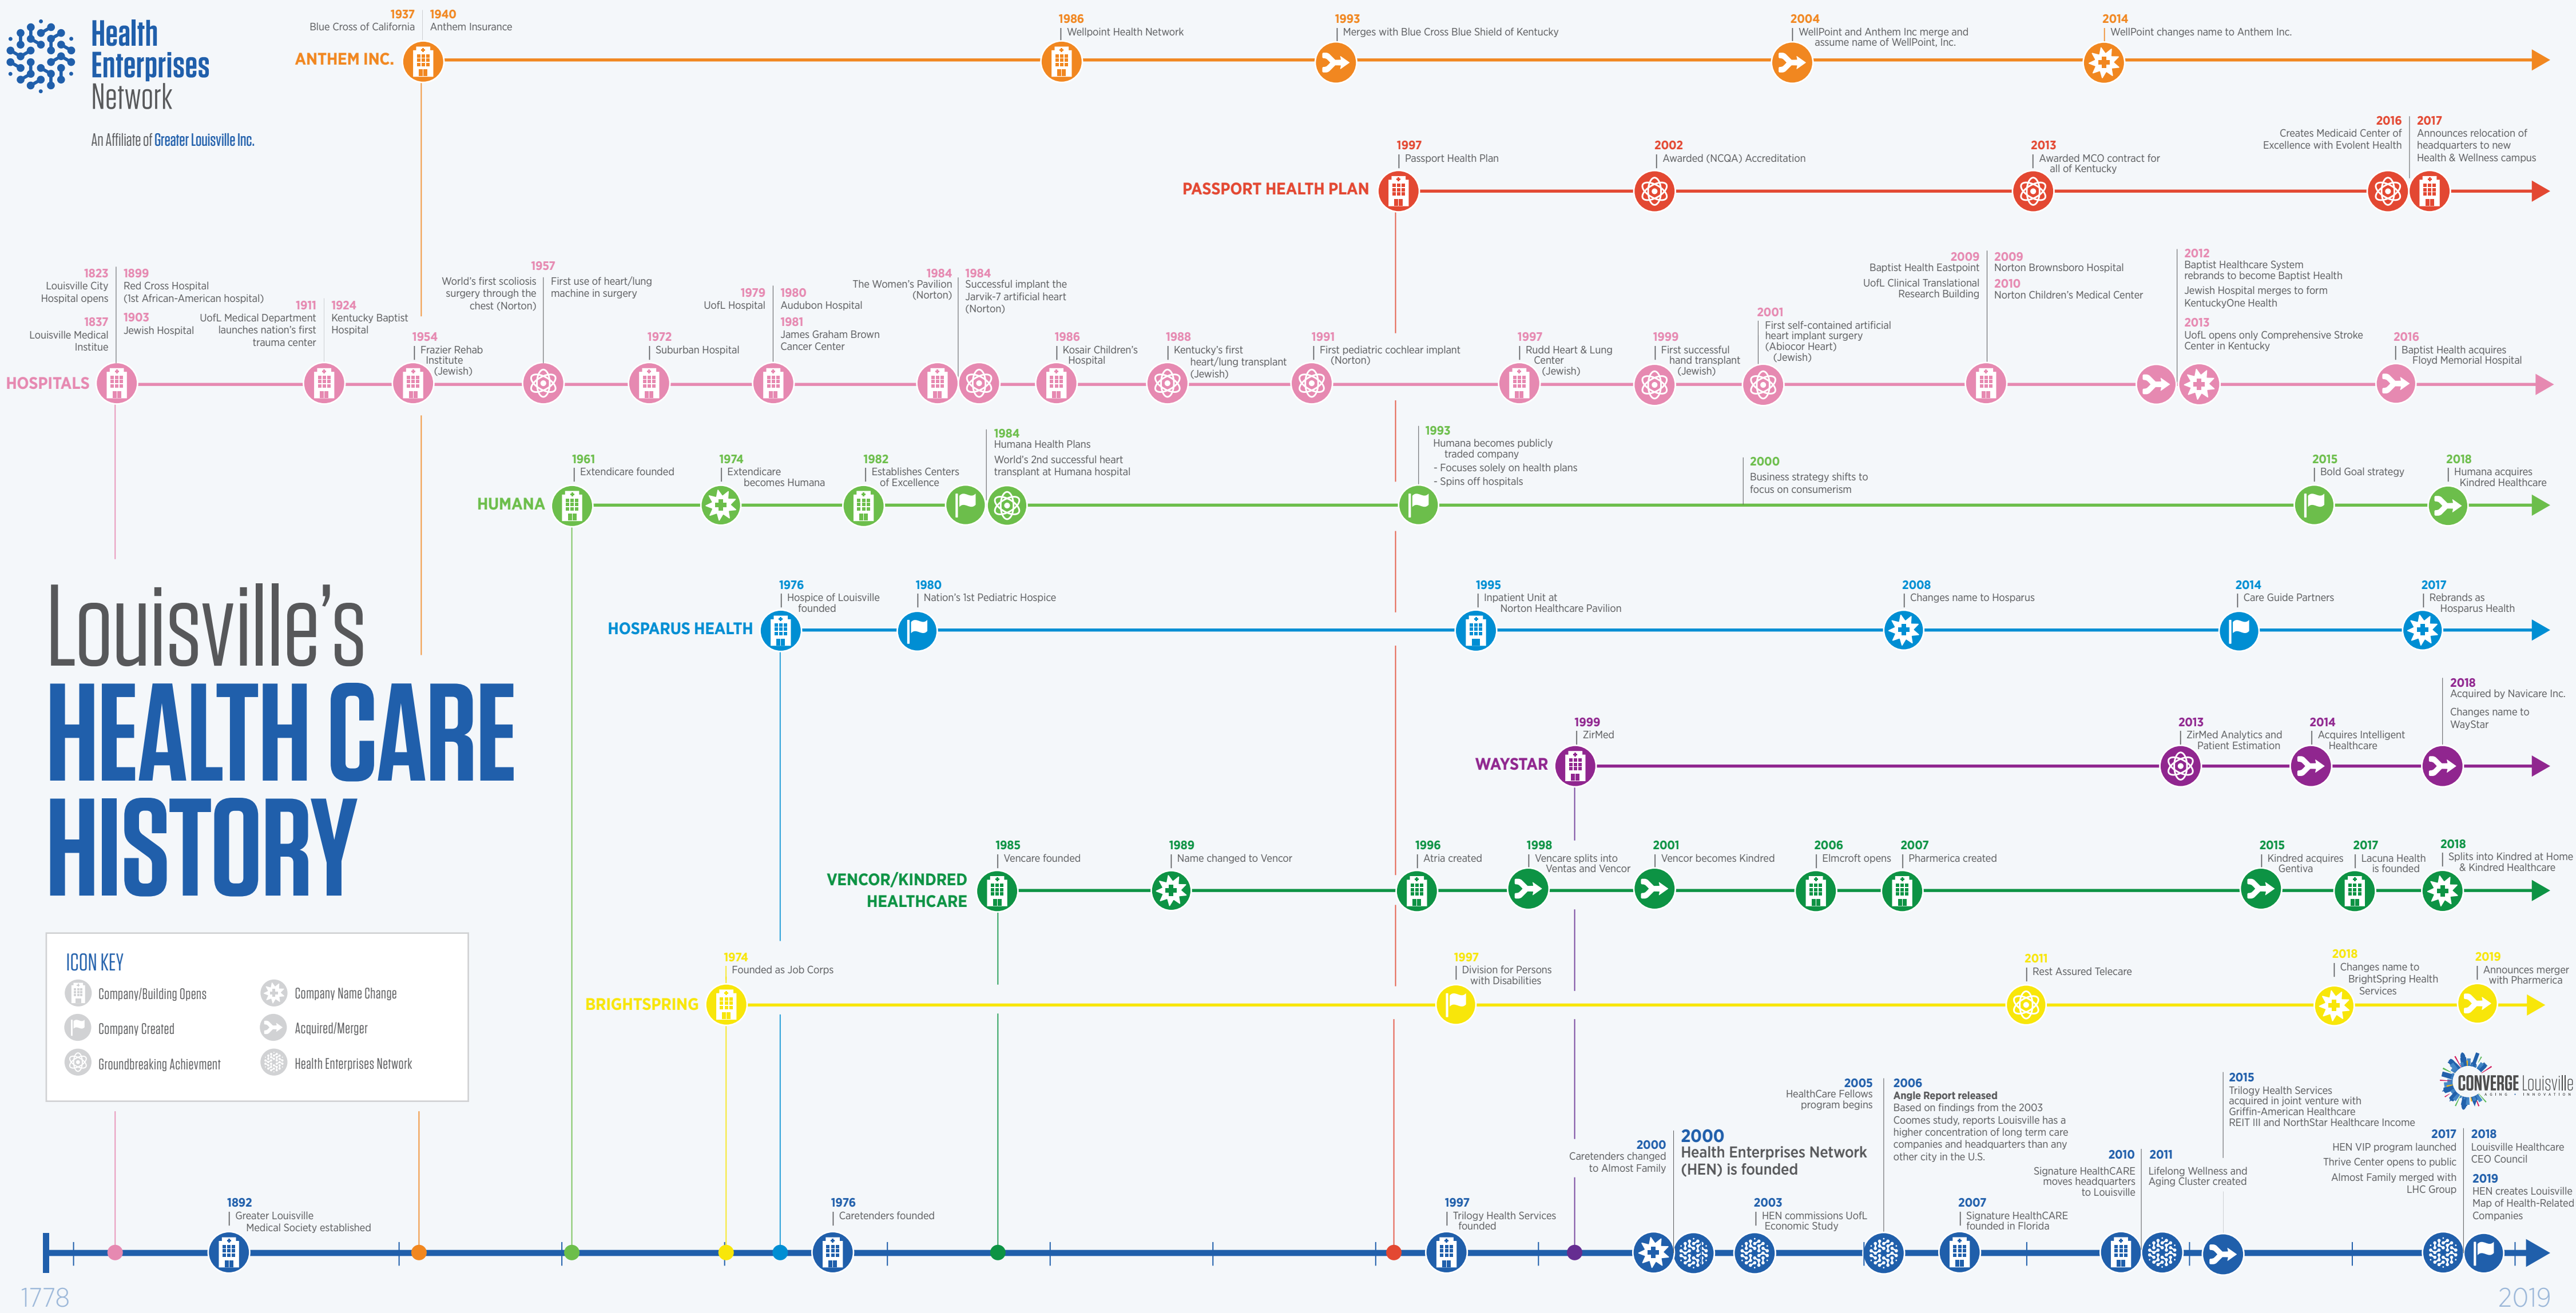 Health
Enterprises
Network
An Affiliate of Greater Louisville Inc.
ANTHEM INC.
1937
Blue Cross of California
1940
Anthem Insurance
1986
Wellpoint Health Network
1993
Merges with Blue Cross Blue Shield of Kentucky
2004
WellPoint and Anthem Inc merge and
assume name of WellPoint, Inc.
2014
WellPoint changes name to Anthem Inc.
PASSPORT HEALTH PLAN
1997
Passport Health Plan
2002
Awarded (NCQA) Accreditation
2013
Awarded MCO contract for
all of Kentucky
2016
Creates Medicaid Center of
Excellence with Evolent Health
2017
Announces relocation of
headquarters to new
Health & Wellness campus
HOSPITALS
1823
Louisville City
Hospital opens
1837
Louisville Medical
Institue
1899
Red Cross Hospital
(1st African-American hospital)
1903
Jewish Hospital
1911
UofL Medical Department
launches nation's first
trauma center
1924
Kentucky Baptist
Hospital
1954
Frazier Rehab
Institute
(Jewish)
1957
World's first scoliosis
surgery through the
chest (Norton)
First use of heart/lung
machine in surgery
1972
Suburban Hospital
1979
UofL Hospital
1980
Audubon Hospital
1981
James Graham Brown
Cancer Center
1984
The Women's Pavilion
(Norton)
1984
Successful implant the
Jarvik-7 artificial heart
(Norton)
1986
Kosair Children's
Hospital
1988
Kentucky's first
heart/lung transplant
(Jewish)
1991
First pediatric cochlear implant
(Norton)
1997
Rudd Heart & Lung
Center
(Jewish)
1999
First successful
hand transplant
(Jewish)
2001
First self-contained artificial
heart implant surgery
(Abiocor Heart)
(Jewish)
2009
Baptist Health Eastpoint
UofL Clinical Translational
Research Building
2009
Norton Brownsboro Hospital
2010
Norton Children's Medical Center
2012
Baptist Healthcare System
rebrands to become Baptist Health
Jewish Hospital merges to form
KentuckyOne Health
2013
UofL opens only Comprehensive Stroke
Center in Kentucky
2016
Baptist Health acquires
Floyd Memorial Hospital
HUMANA
1961
Extendicare founded
1974
Extendicare
becomes Humana
1982
Establishes Centers
of Excellence
1984
Humana Health Plans
World's 2nd successful heart
transplant at Humana hospital
1993
Humana becomes publicly
traded company
- Focuses solely on health plans
- Spins off hospitals
2000
Business strategy shifts to
focus on consumerism
2015
Bold Goal strategy
2018
Humana acquires
Kindred Healthcare
Louisville's
HEALTH CARE
HISTORY
HOSPARUS HEALTH
1976
Hospice of Louisville
founded
1980
Nation's 1st Pediatric Hospice
1995
Inpatient Unit at
Norton Healthcare Pavilion
2008
Changes name to Hosparus
2014
Care Guide Partners
2017
Rebrands as
Hosparus Health
WAYSTAR
1999
ZirMed
2013
ZirMed Analytics and
Patient Estimation
2014
Acquires Intelligent
Healthcare
2018
Acquired by Navicare Inc.
Changes name to
WayStar
VENCOR/KINDRED
HEALTHCARE
1985
Vencare founded
1989
Name changed to Vencor
1996
Atria created
1998
Vencare splits into
Ventas and Vencor
2001
Vencor becomes Kindred
2006
Elmcroft opens
2007
Pharmerica created
2015
Kindred acquires
Gentiva
2017
Lacuna Health
is founded
2018
Splits into Kindred at Home
& Kindred Healthcare
BRIGHTSPRING
1974
Founded as Job Corps
1997
Division for Persons
with Disabilities
2011
Rest Assured Telecare
2018
Changes name to
BrightSpring Health
Services
2019
Announces merger
with Pharmerica
ICON KEY
Company/Building Opens
Company Name Change
Company Created
Acquired/Merger
Groundbreaking Achievment
Health Enterprises Network
CONVERGE Louisville
AGING + INNOVATION
1892
Greater Louisville
Medical Society established
1976
Caretenders founded
1997
Trilogy Health Services
founded
2000
Caretenders changed
to Almost Family
2000
Health Enterprises Network
(HEN) is founded
2003
HEN commissions UofL
Economic Study
2005
HealthCare Fellows
program begins
2006
Angle Report released
Based on findings from the 2003
Coomes study, reports Louisville has a
higher concentration of long term care
companies and headquarters than any
other city in the U.S.
2007
Signature HealthCARE
founded in Florida
2010
Signature HealthCARE
moves headquarters
to Louisville
2011
Lifelong Wellness and
Aging Cluster created
2015
Trilogy Health Services
acquired in joint venture with
Griffin-American Healthcare
REIT III and NorthStar Healthcare Income
2017
HEN VIP program launched
Thrive Center opens to public
Almost Family merged with
LHC Group
2018
Louisville Healthcare
CEO Council
2019
HEN creates Louisville
Map of Health-Related
Companies
1778
2019